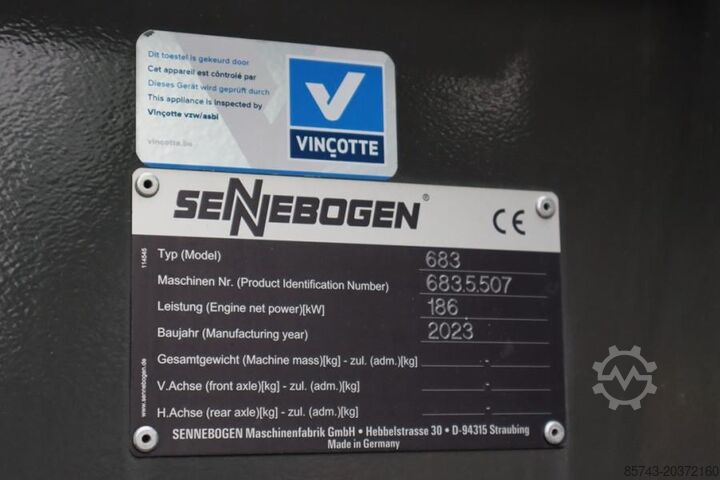 Dit toestel is gekeurd door
Cet appareil est côntrolé par
Dieses Gerät wird geprüft durch
This appliance is inspected by
Vinçotte vzw/asbl
vincotte.be
VINÇOTTE
SENNEBOGEN®
CE
114545
Typ (Model) 683
Maschinen Nr. (Product Identification Number) 683.5.507
Leistung (Engine net power)[kW] 186
Baujahr (Manufacturing year) 2023
Gesamtgewicht (Machine mass)[kg] - zul. (adm.)[kg] -
V.Achse (front axle)[kg] - zul. (adm.)[kg] -
H.Achse (rear axle)[kg] - zul. (adm.)[kg] -
www.sennebogen.de
SENNEBOGEN Maschinenfabrik GmbH • Hebbelstrasse 30 • D-94315 Straubing
Made in Germany
85743-20372160